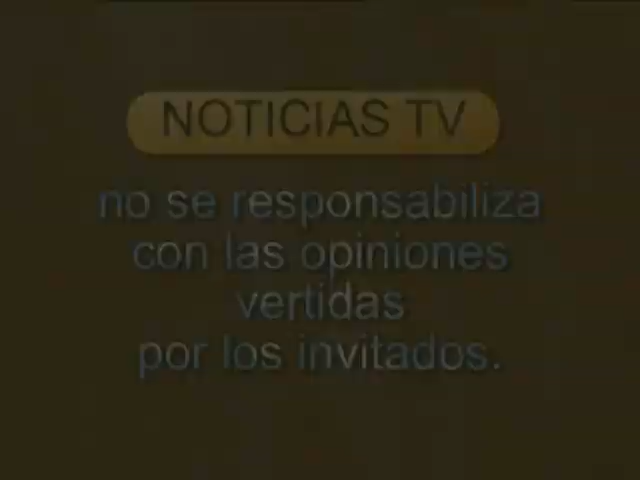 NOTICIAS TV
no se responsabiliza
con las opiniones
vertidas
por los invitados.